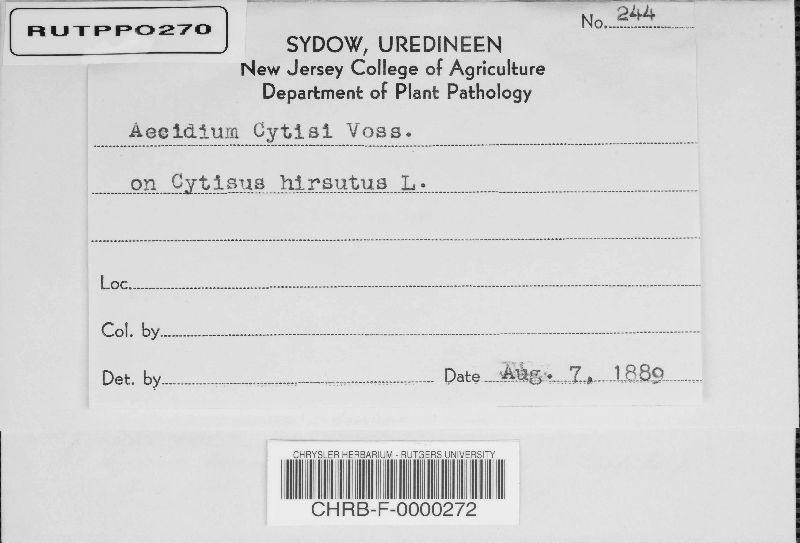 RUTPP0270
No. 244
SYDOW, UREDINEEN
New Jersey College of Agriculture
Department of Plant Pathology
Aecidium Cytisi Voss.
on Cytisus hirsutus L.
Loc.
Col. by
Det. by Date Aug. 7, 1889
CHRYSLER HERBARIUM - RUTGERS UNIVERSITY
CHRB-F-0000272